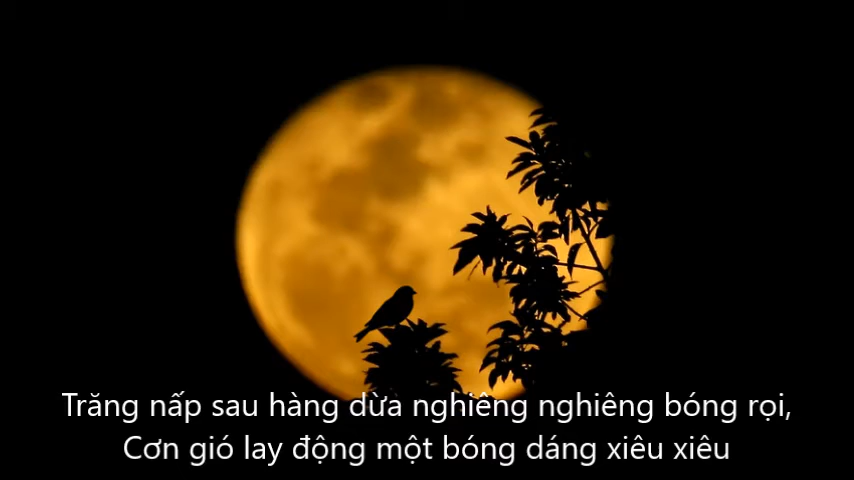 Trăng nấp sau hàng dừa nghiêng nghiêng bóng rọi,
Cơn gió lay động một bóng dáng xiêu xiêu